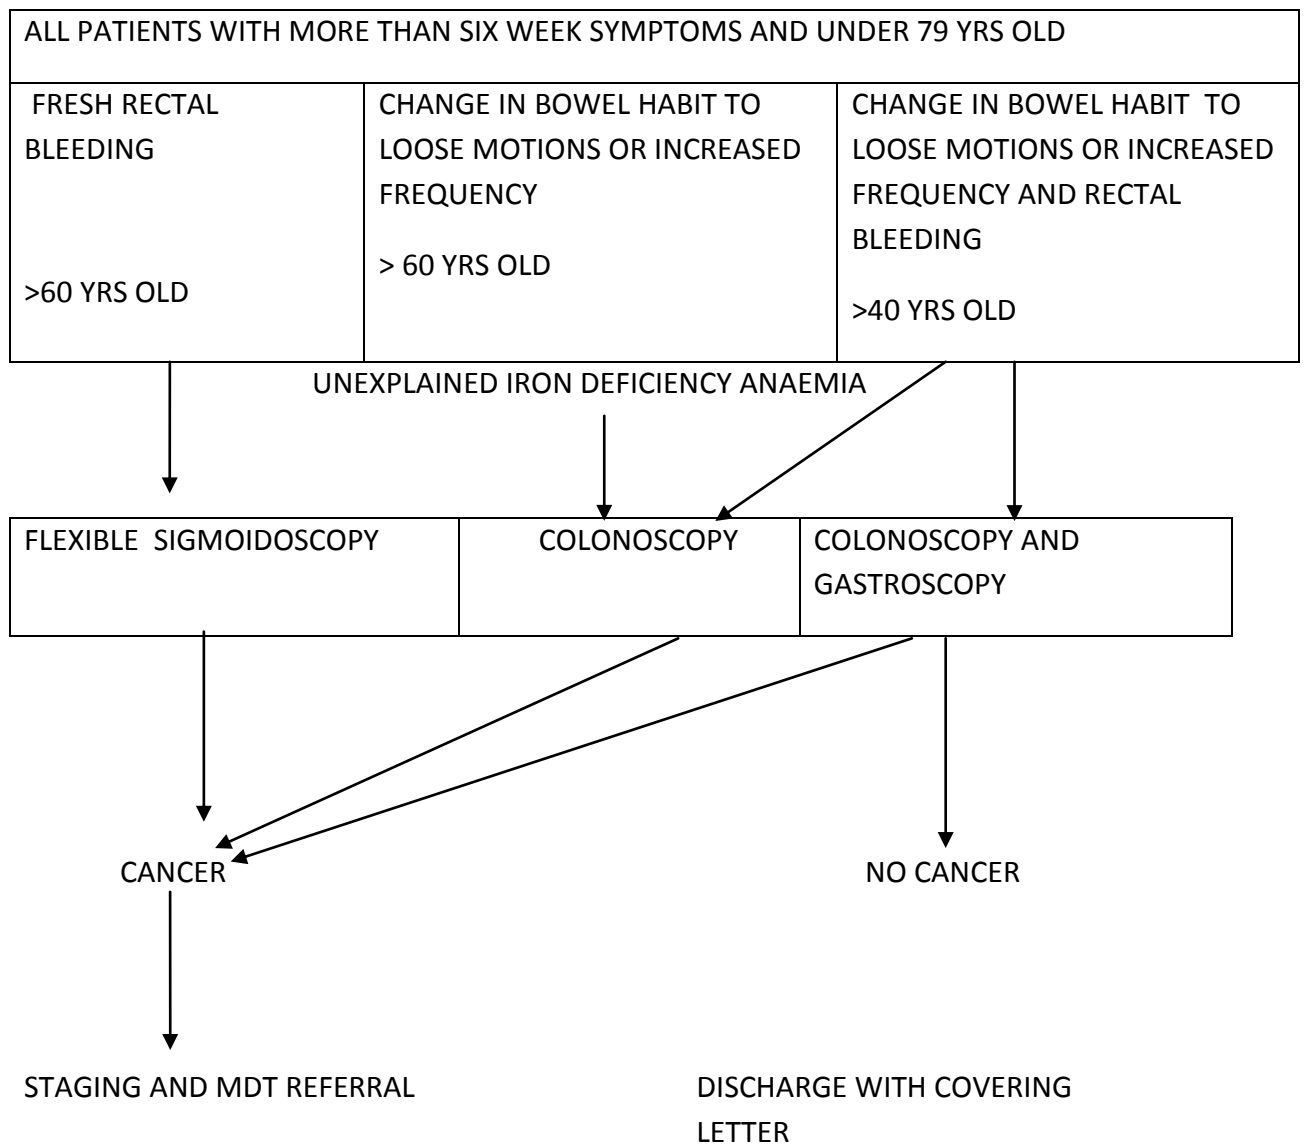 ALL PATIENTS WITH MORE THAN SIX WEEK SYMPTOMS AND UNDER 79 YRS OLD
FRESH RECTAL
BLEEDING
>60 YRS OLD
CHANGE IN BOWEL HABIT TO
LOOSE MOTIONS OR INCREASED
FREQUENCY
> 60 YRS OLD
CHANGE IN BOWEL HABIT TO
LOOSE MOTIONS OR INCREASED
FREQUENCY AND RECTAL
BLEEDING
>40 YRS OLD
UNEXPLAINED IRON DEFICIENCY ANAEMIA
FLEXIBLE SIGMOIDOSCOPY
COLONOSCOPY
COLONOSCOPY AND
GASTROSCOPY
CANCER
NO CANCER
STAGING AND MDT REFERRAL
DISCHARGE WITH COVERING
LETTER